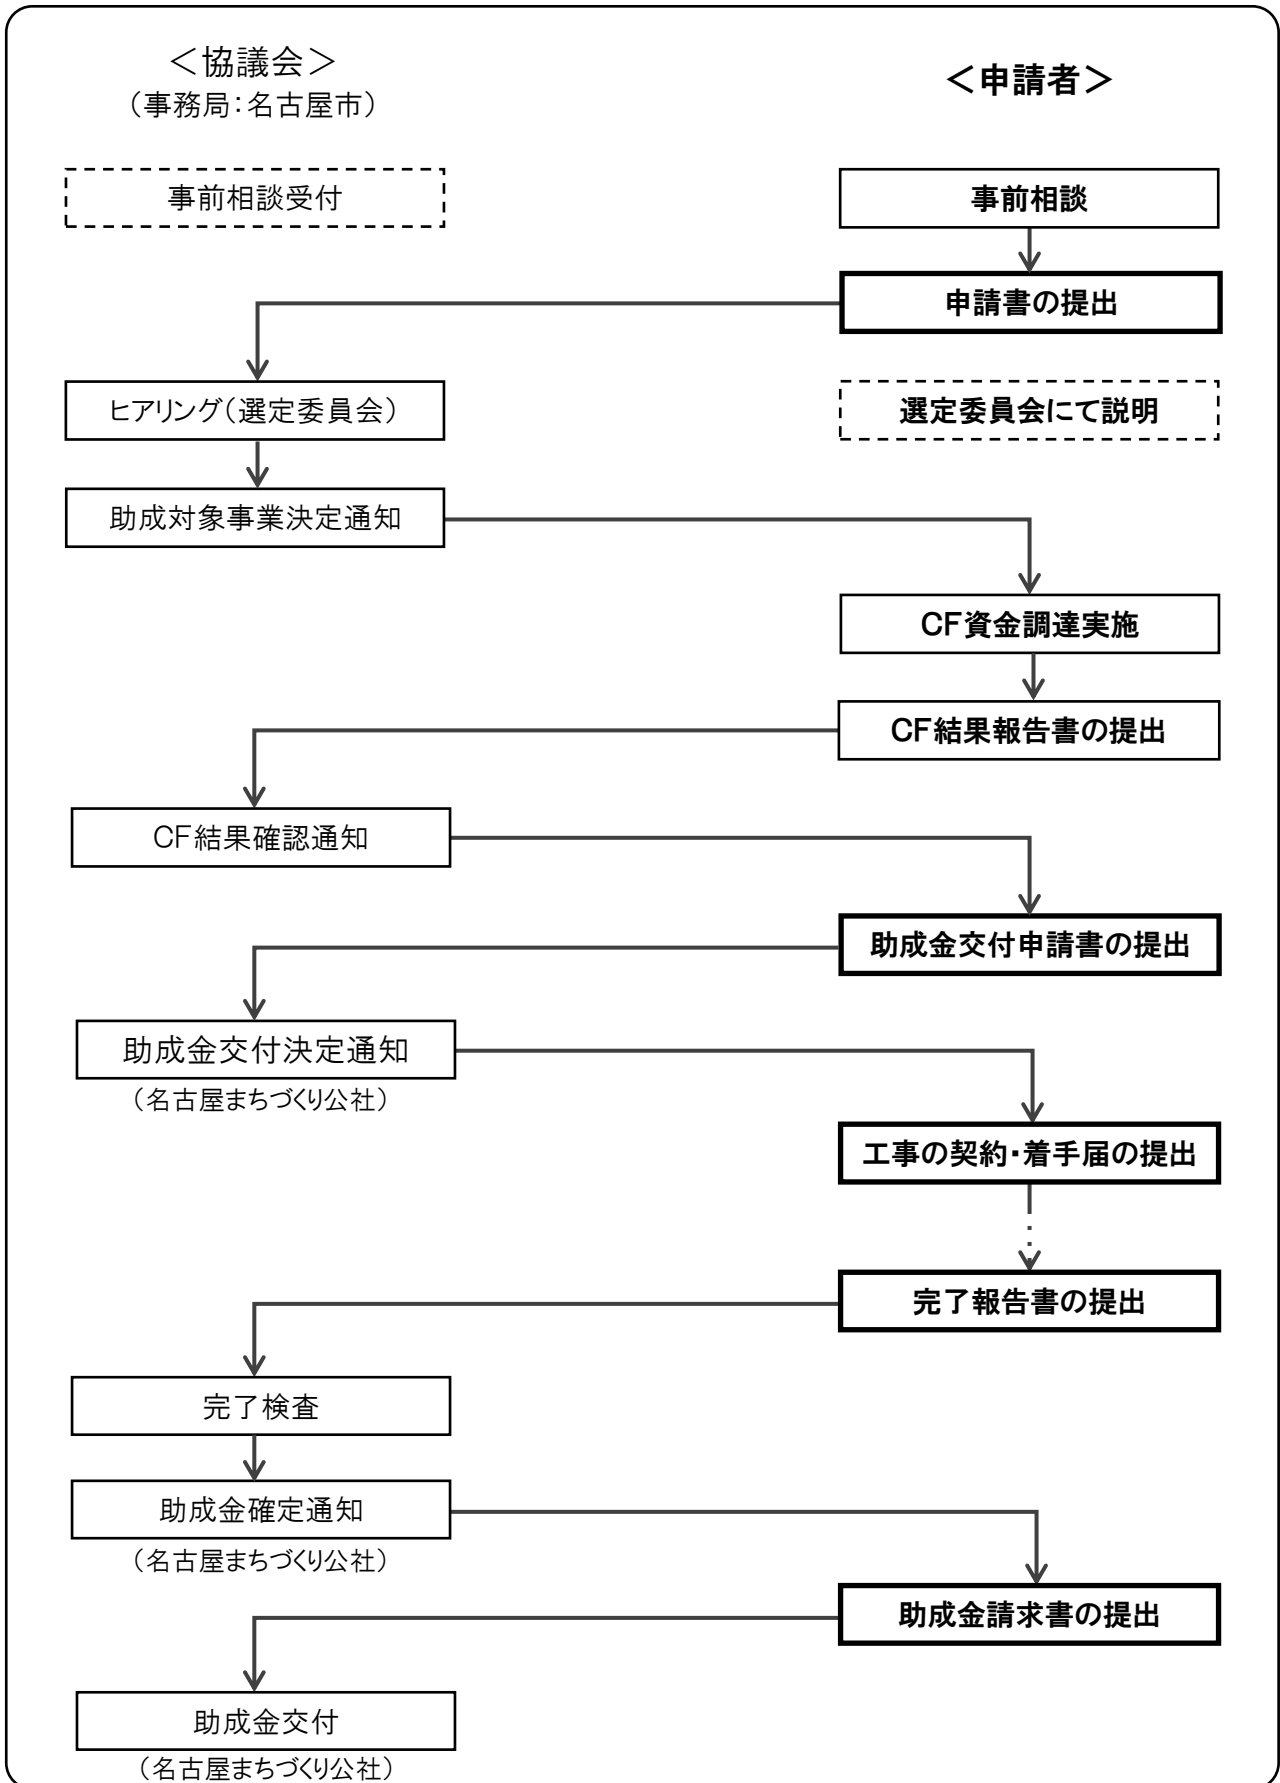 ＜協議会＞
（事務局：名古屋市）
＜申請者＞
事前相談受付
事前相談
申請書の提出
ヒアリング（選定委員会）
選定委員会にて説明
助成対象事業決定通知
CF資金調達実施
CF結果報告書の提出
CF結果確認通知
助成金交付申請書の提出
助成金交付決定通知
（名古屋まちづくり公社）
工事の契約・着手届の提出
完了報告書の提出
完了検査
助成金確定通知
（名古屋まちづくり公社）
助成金請求書の提出
助成金交付
（名古屋まちづくり公社）